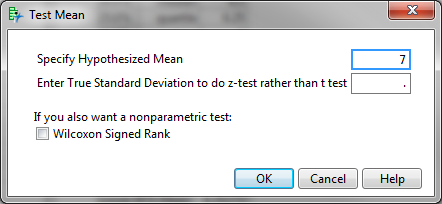 Test Mean
Specify Hypothesized Mean 7
Enter True Standard Deviation to do z-test rather than t test .
If you also want a nonparametric test:
Wilcoxon Signed Rank
OK Cancel Help